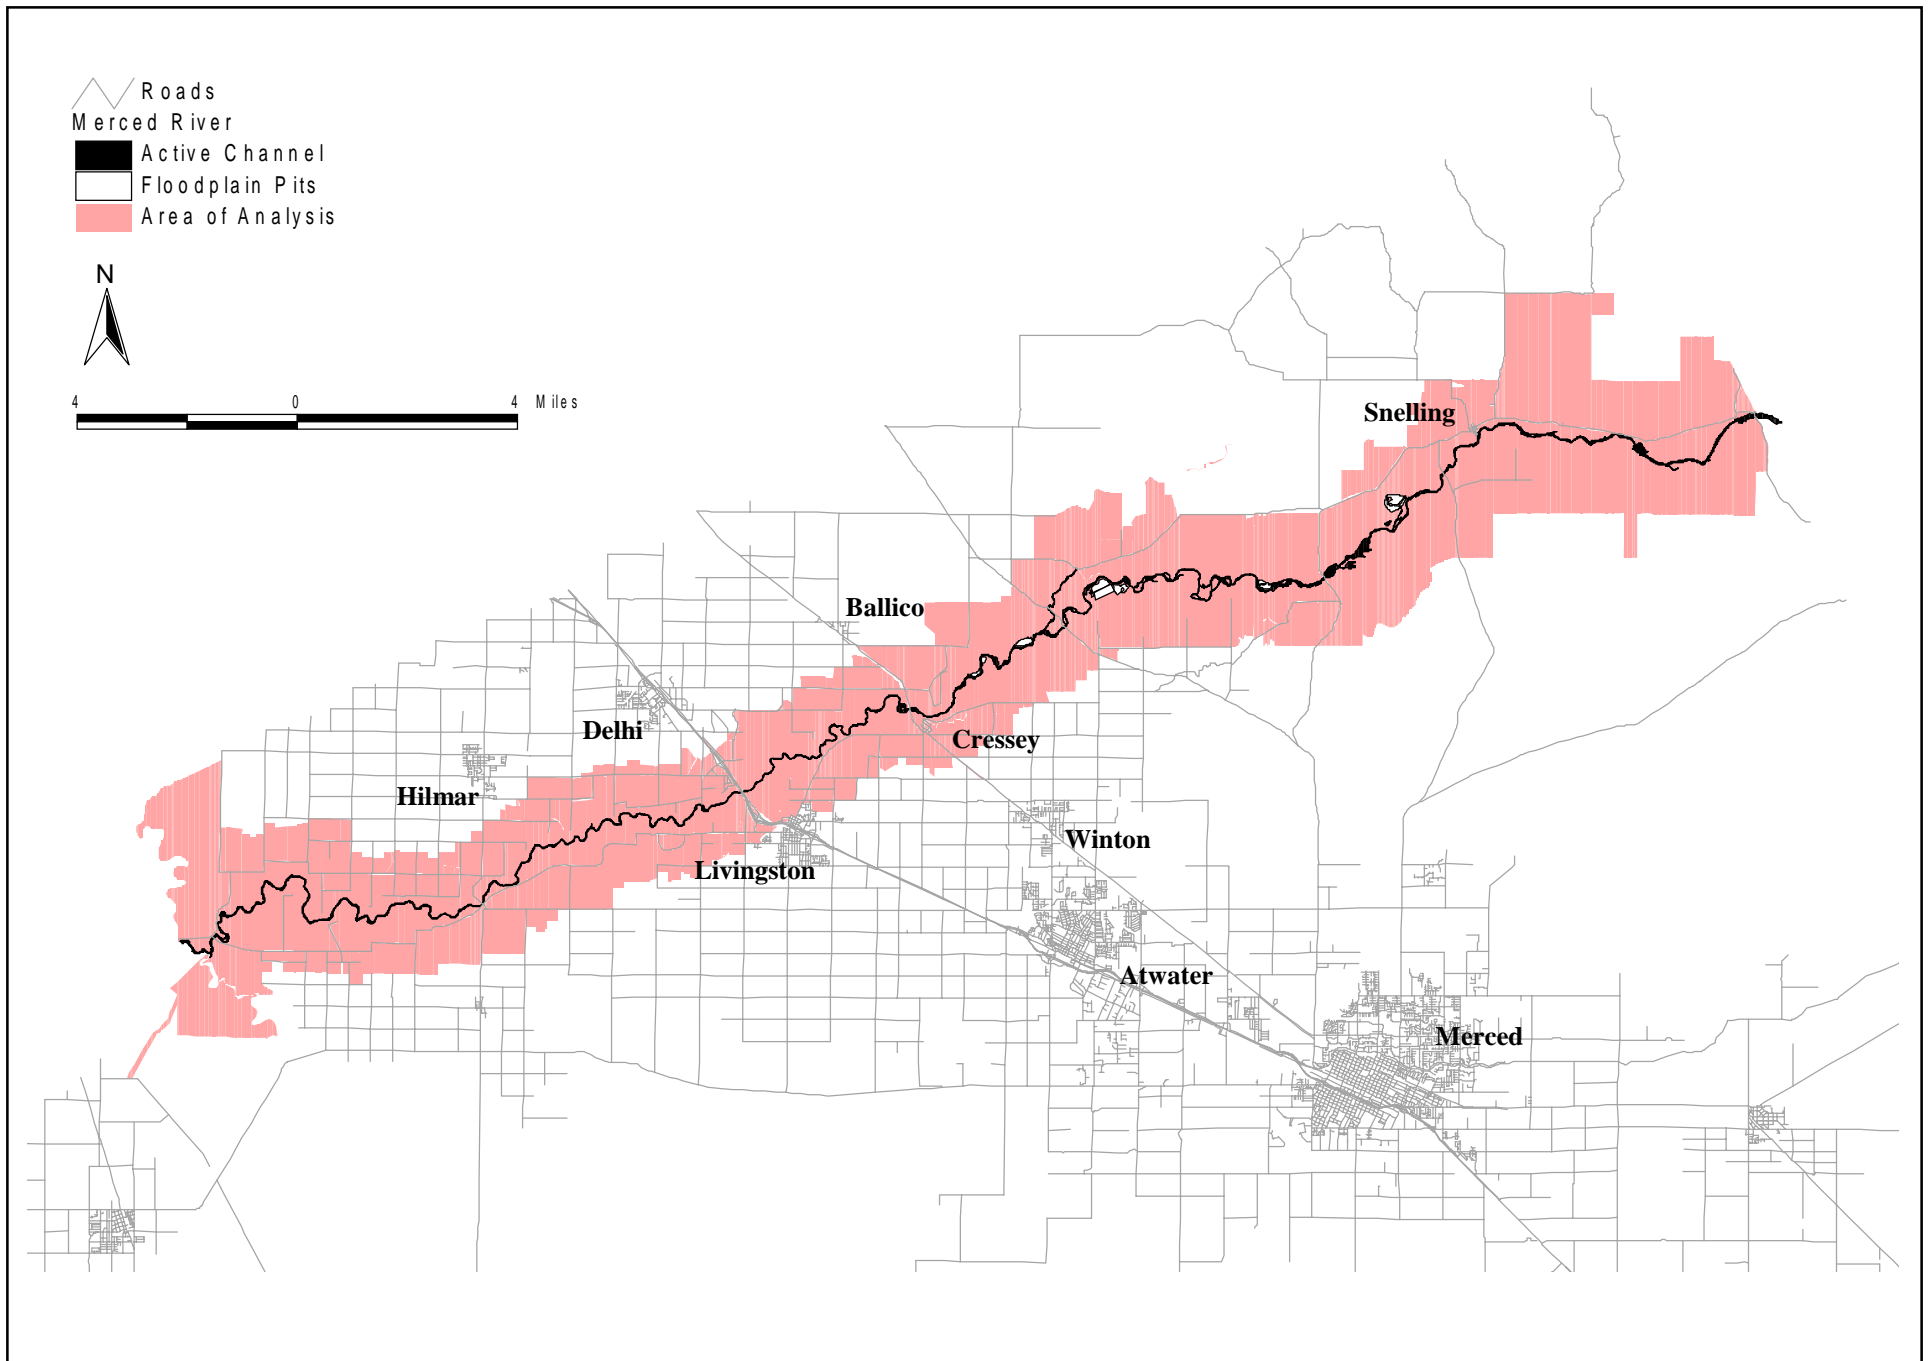 Roads
Merced River
Active Channel
Floodplain Pits
Area of Analysis
N
4 0 4 Miles
Snelling
Ballico
Delhi
Cressey
Hilmar
Winton
Livingston
Atwater
Merced